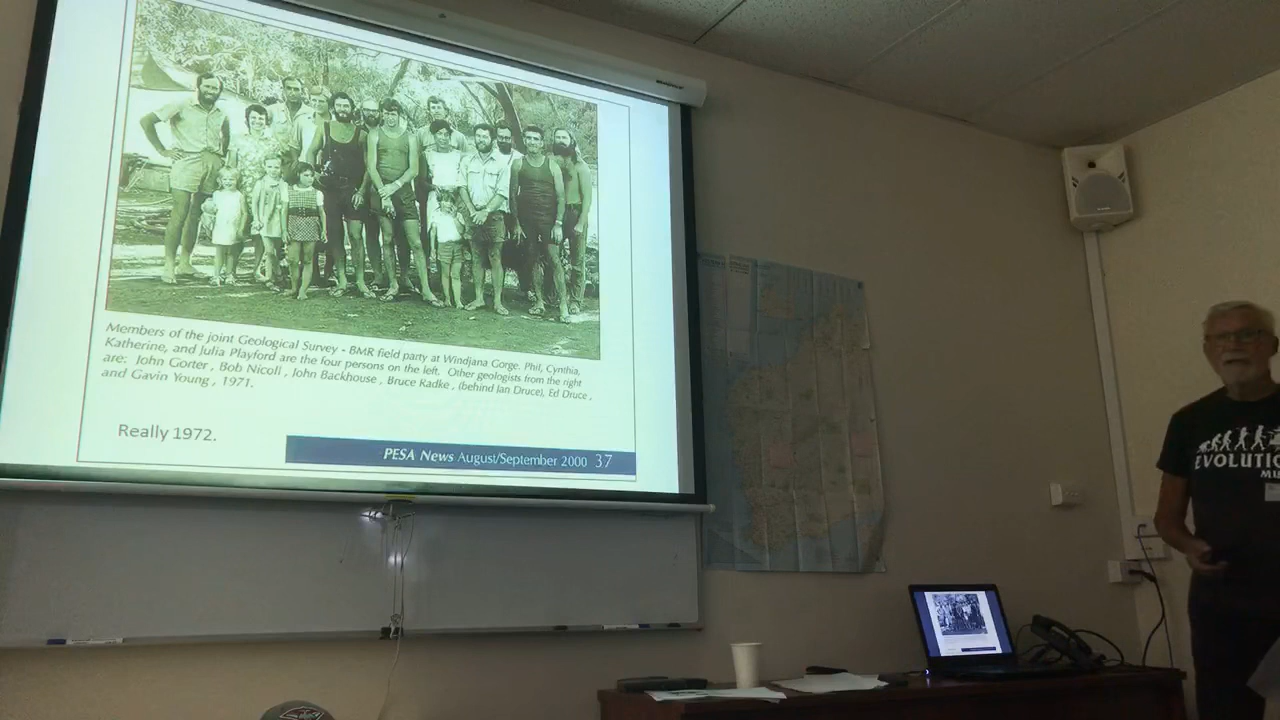 Members of the joint Geological Survey - BMR field party at Windjana Gorge. Phil, Cynthia,
Katherine, and Julia Playford are the four persons on the left. Other geologists from the right
are: John Gorter, Bob Nicoll, John Backhouse, Bruce Radke, (behind Ian Druce), Ed Druce,
and Gavin Young, 1971.
Really 1972.
PESA News August/September 2000 37